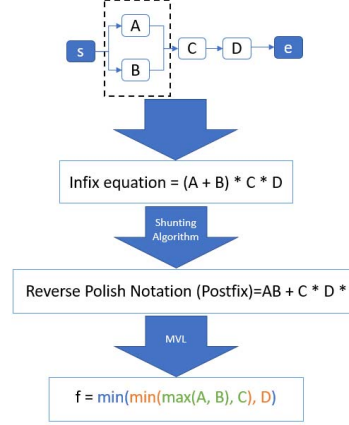 A
s
C
D
e
B
Infix equation = (A + B) * C * D
Shunting
Algorithm
Reverse Polish Notation (Postfix)=AB + C * D *
MVL
f = min(min(max(A, B), C), D)